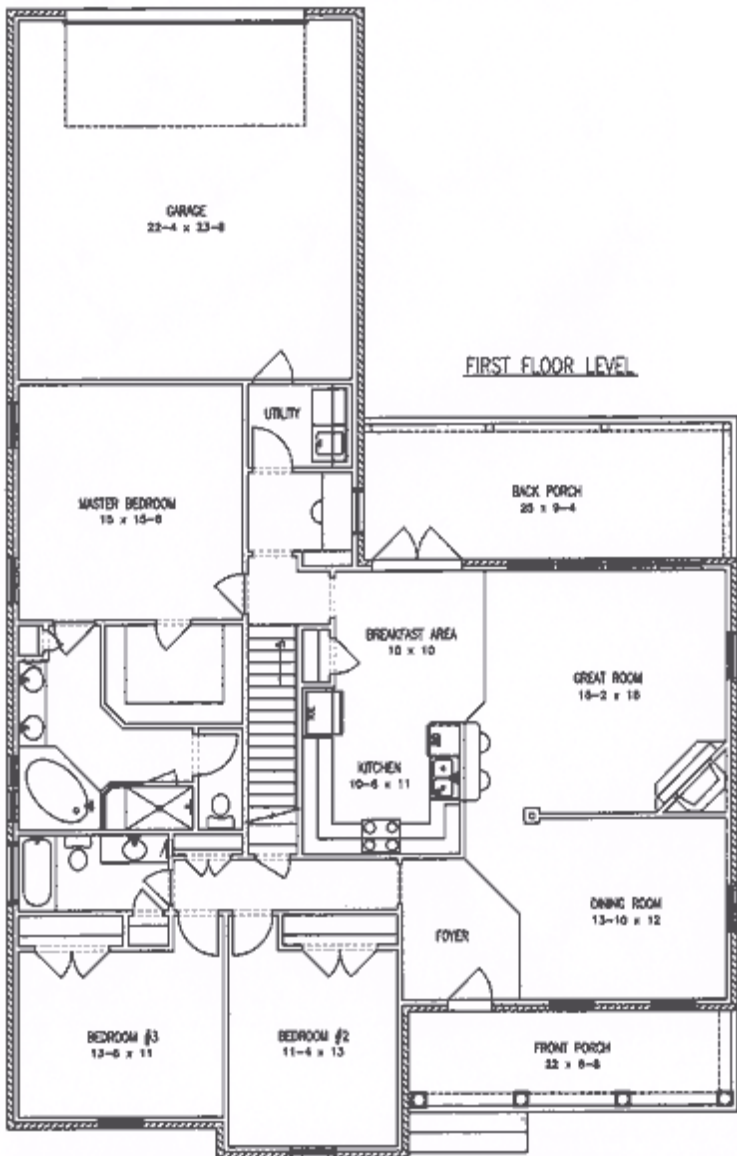 GARAGE
22-4 x 23-8
FIRST FLOOR LEVEL
UTILITY
MASTER BEDROOM
15 x 15-8
BACK PORCH
25 x 9-4
BREAKFAST AREA
10 x 10
GREAT ROOM
16-2 x 18
KITCHEN
10-6 x 11
DINING ROOM
13-10 x 12
FOYER
BEDROOM #3
13-6 x 11
BEDROOM #2
11-4 x 13
FRONT PORCH
22 x 6-8